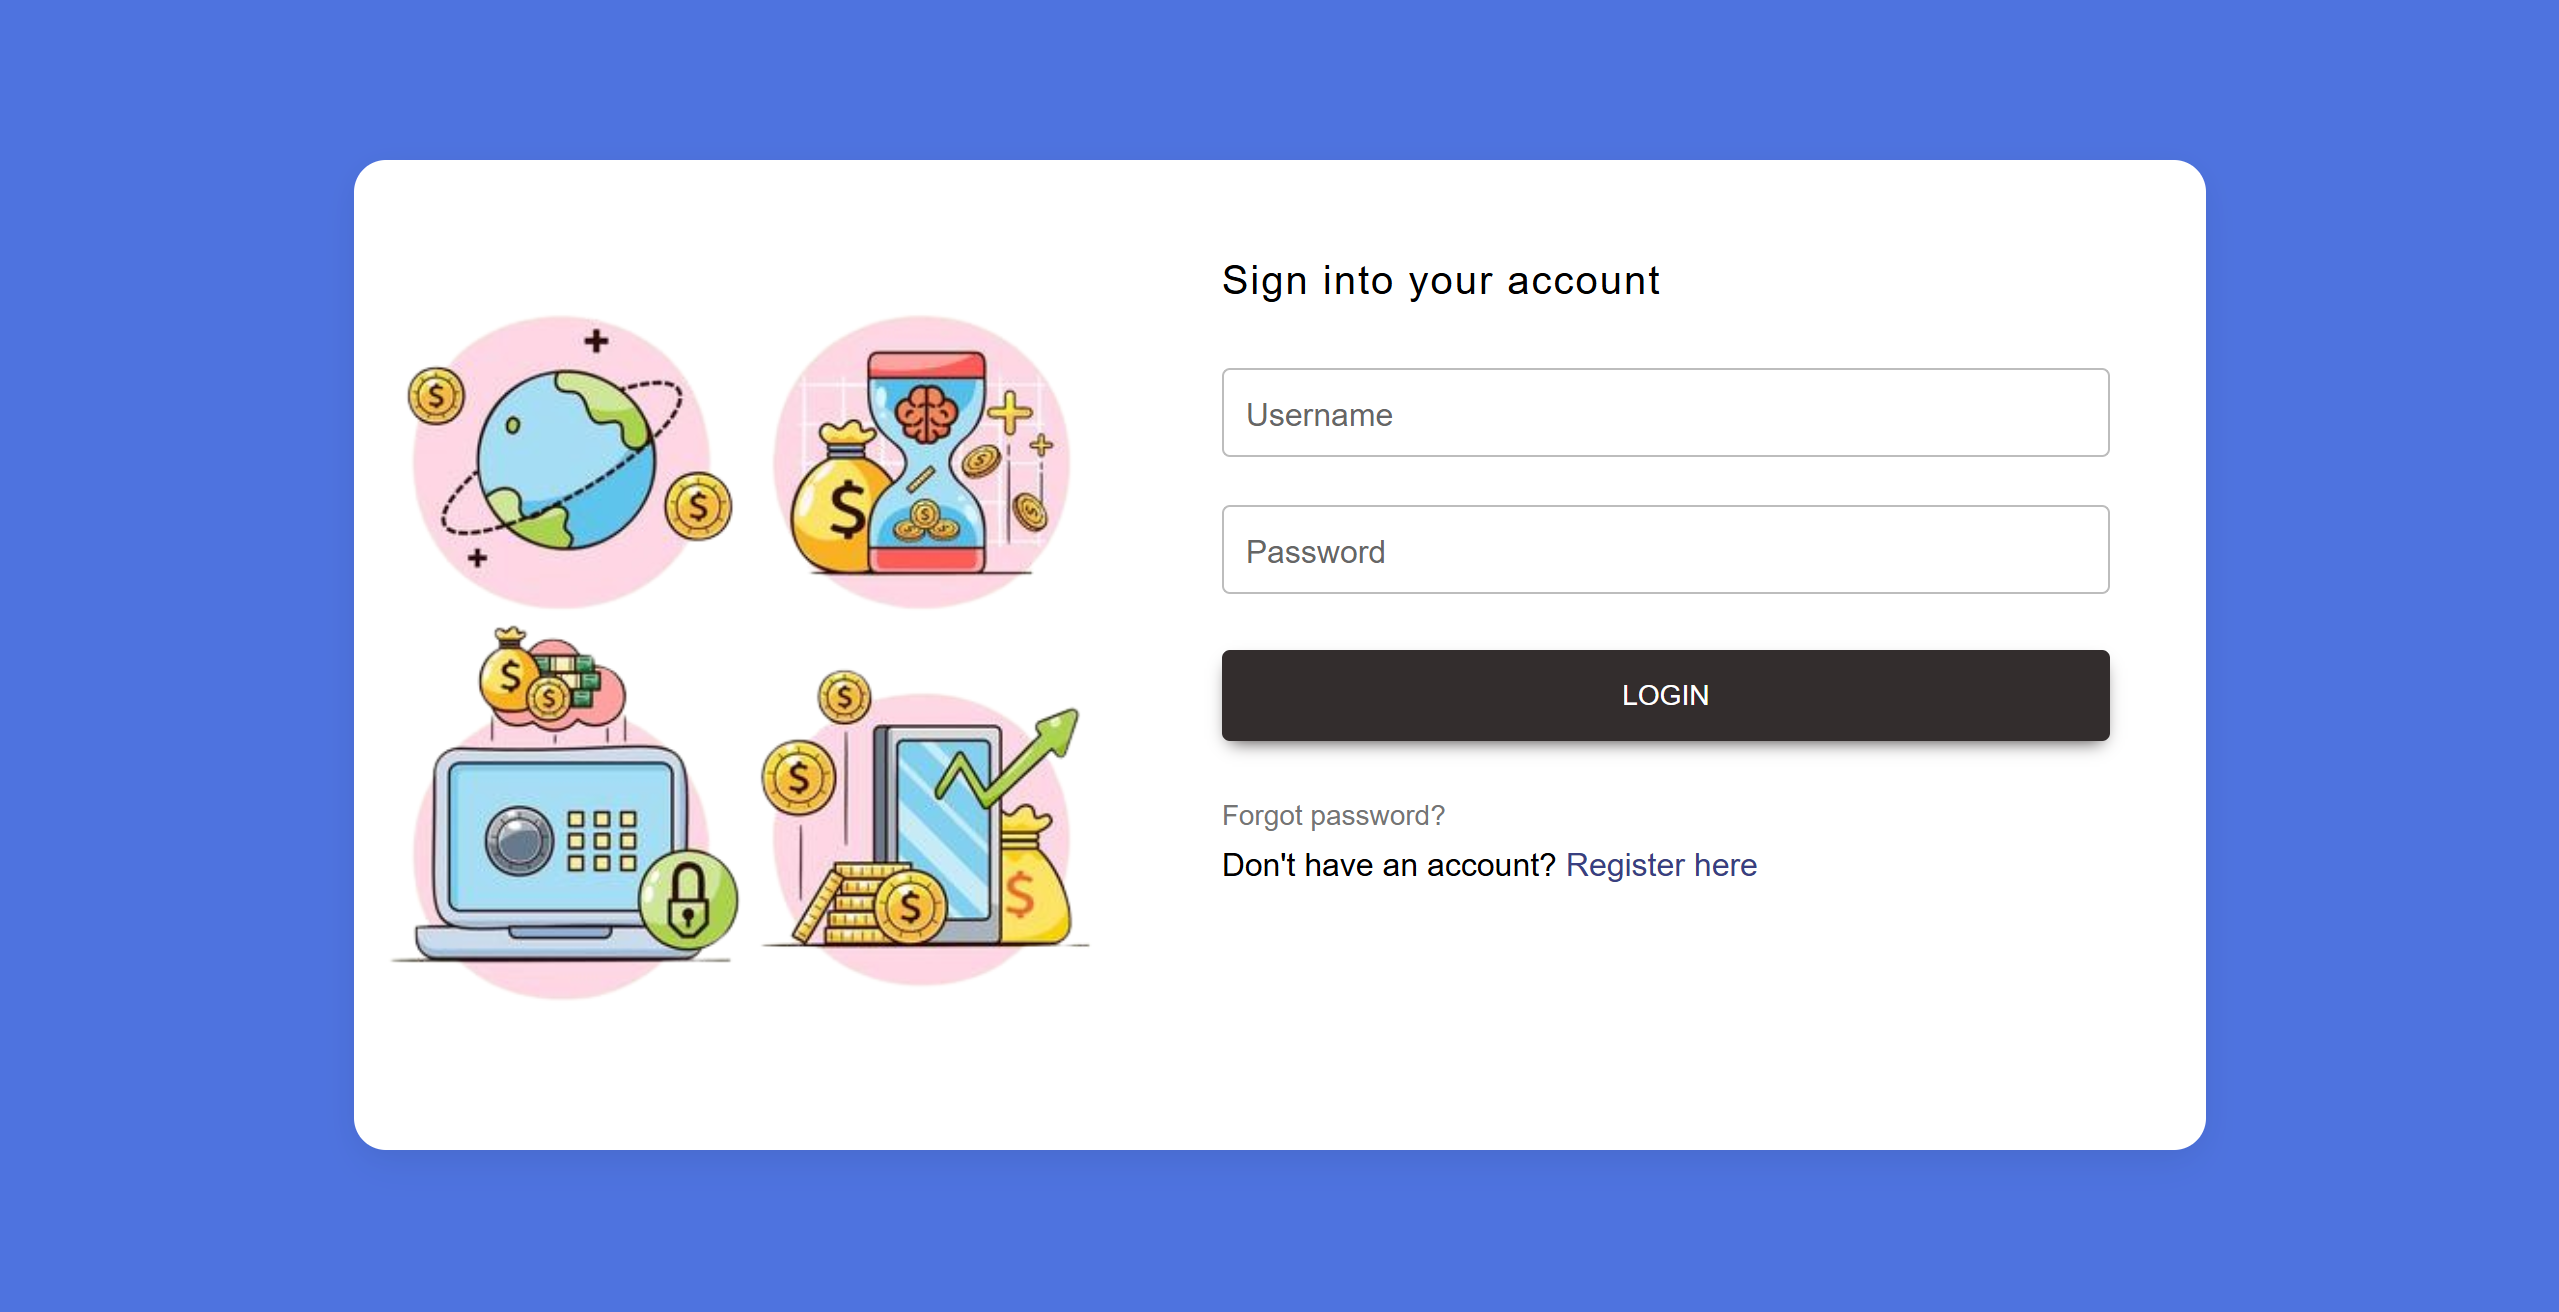 Sign into your account
Username
Password
LOGIN
Forgot password?
Don't have an account? Register here